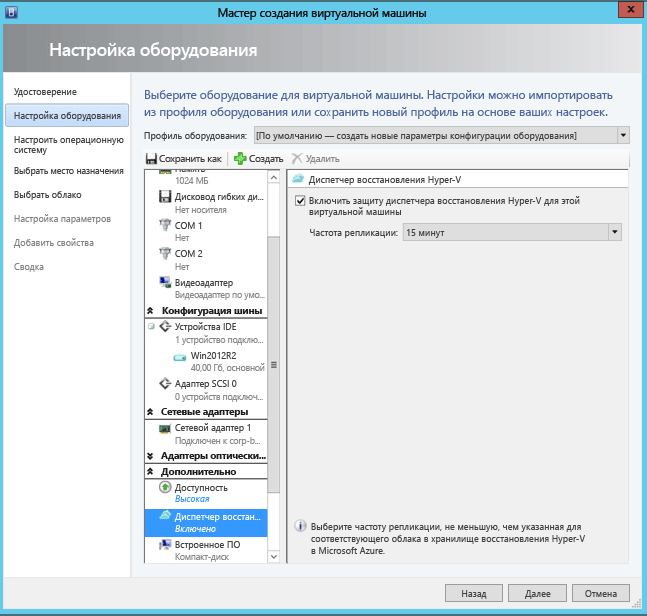 Мастер создания виртуальной машины
Настройка оборудования
Удостоверение
Настройка оборудования
Настроить операционную
систему
Выбрать место назначения
Выбрать облако
Настройка параметров
Добавить свойства
Сводка
Выберите оборудование для виртуальной машины. Настройки можно импортировать
из профиля оборудования или сохранить новый профиль на основе ваших настроек.
Профиль оборудования: [По умолчанию — создать новые параметры конфигурации оборудования]
Сохранить как Создать Удалить
Память
1024 МБ
Дисковод гибких ди...
Нет носителя
COM 1
Нет
COM 2
Нет
Видеоадаптер
Видеоадаптер по умо...
Конфигурация шины
Устройства IDE
1 устройство подклю...
Win2012R2
40,00 Гб, основной
Адаптер SCSI 0
0 устройств подключ...
Сетевые адаптеры
Сетевой адаптер 1
Подключен к corp-b...
Адаптеры оптически...
Дополнительно
Доступность
Высокая
Диспетчер восстан...
Включено
Встроенное ПО
Компакт-диск
Диспетчер восстановления Hyper-V
Включить защиту диспетчера восстановления Hyper-V для этой
виртуальной машины
Частота репликации: 15 минут
Выберите частоту репликации, не меньшую, чем указанная для
соответствующего облака в хранилище восстановления Hyper-V
в Microsoft Azure.
Назад Далее Отмена